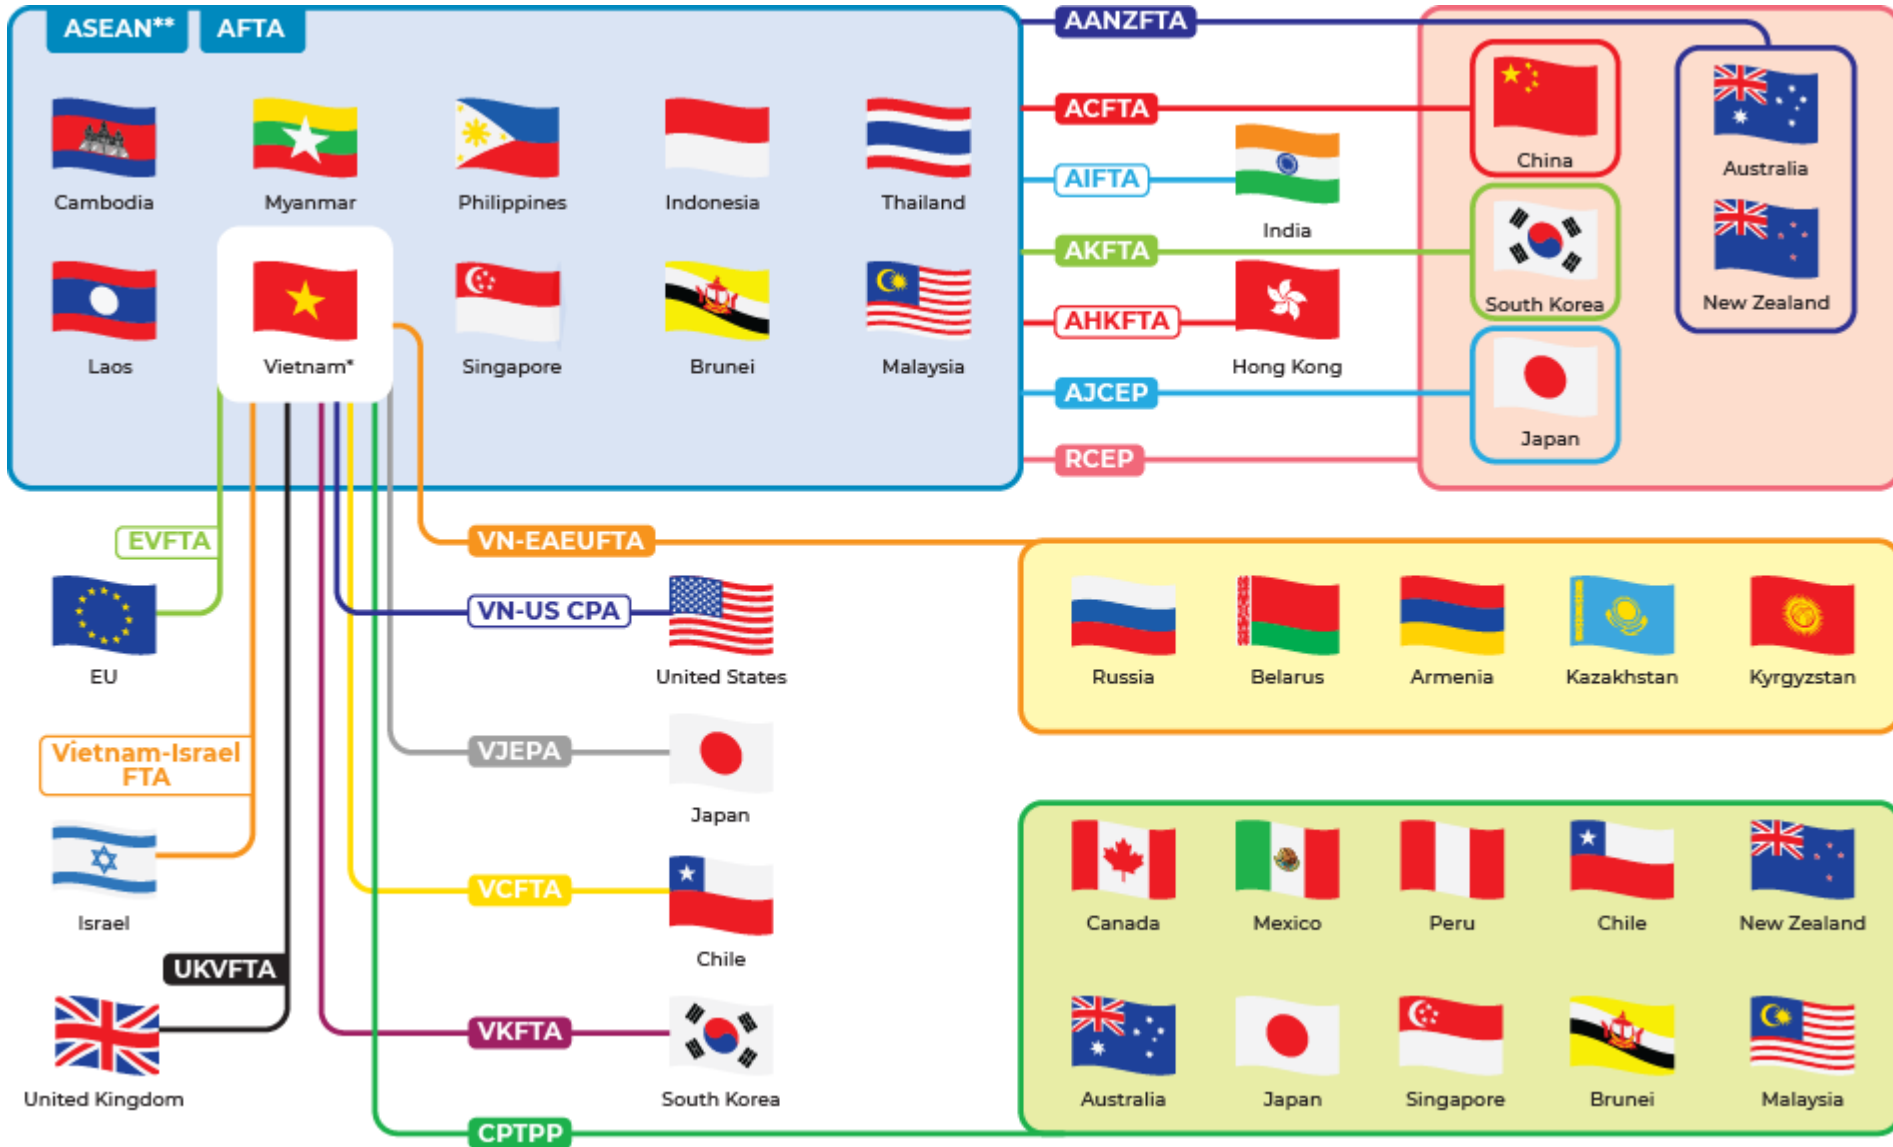 ASEAN** AFTA
Cambodia Myanmar Philippines Indonesia Thailand
Laos Vietnam* Singapore Brunei Malaysia
AANZFTA
ACFTA
AIFTA
AKFTA
AHKFTA
AJCEP
RCEP
India
Hong Kong
China
South Korea
Japan
Australia
New Zealand
EVFTA
EU
Vietnam-Israel
FTA
Israel
UKVFTA
United Kingdom
VN-EAEUFTA
VN-US CPA
United States
VJEPA
Japan
VCFTA
Chile
VKFTA
South Korea
CPTPP
Russia Belarus Armenia Kazakhstan Kyrgyzstan
Canada Mexico Peru Chile New Zealand
Australia Japan Singapore Brunei Malaysia